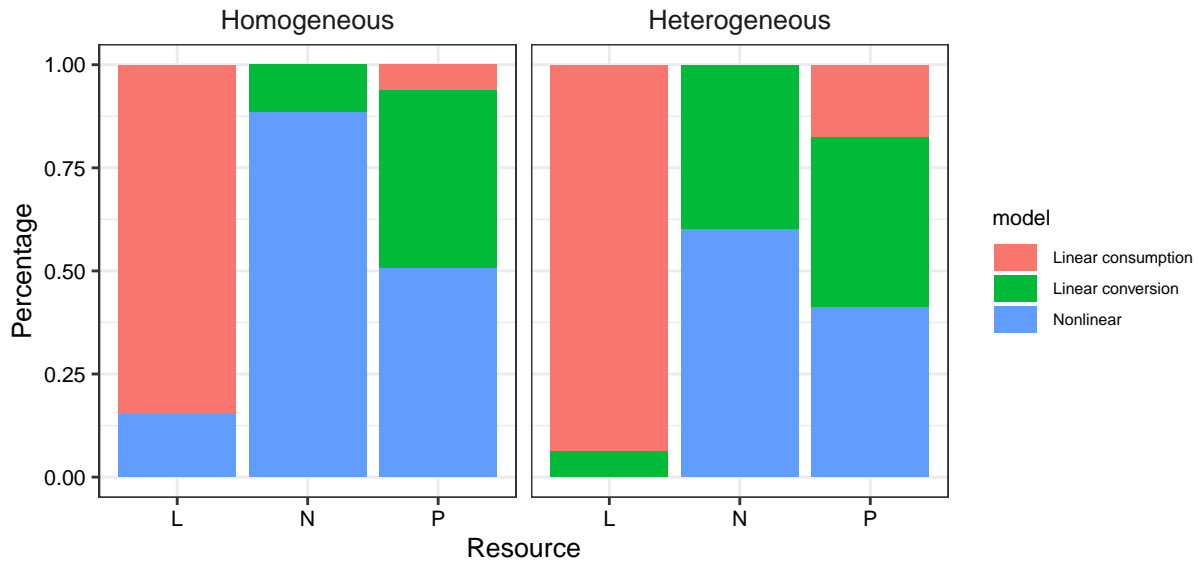 Homogeneous
Heterogeneous
Percentage
1.00
0.75
0.50
0.25
0.00
L N P
L N P
Resource
model
Linear consumption
Linear conversion
Nonlinear